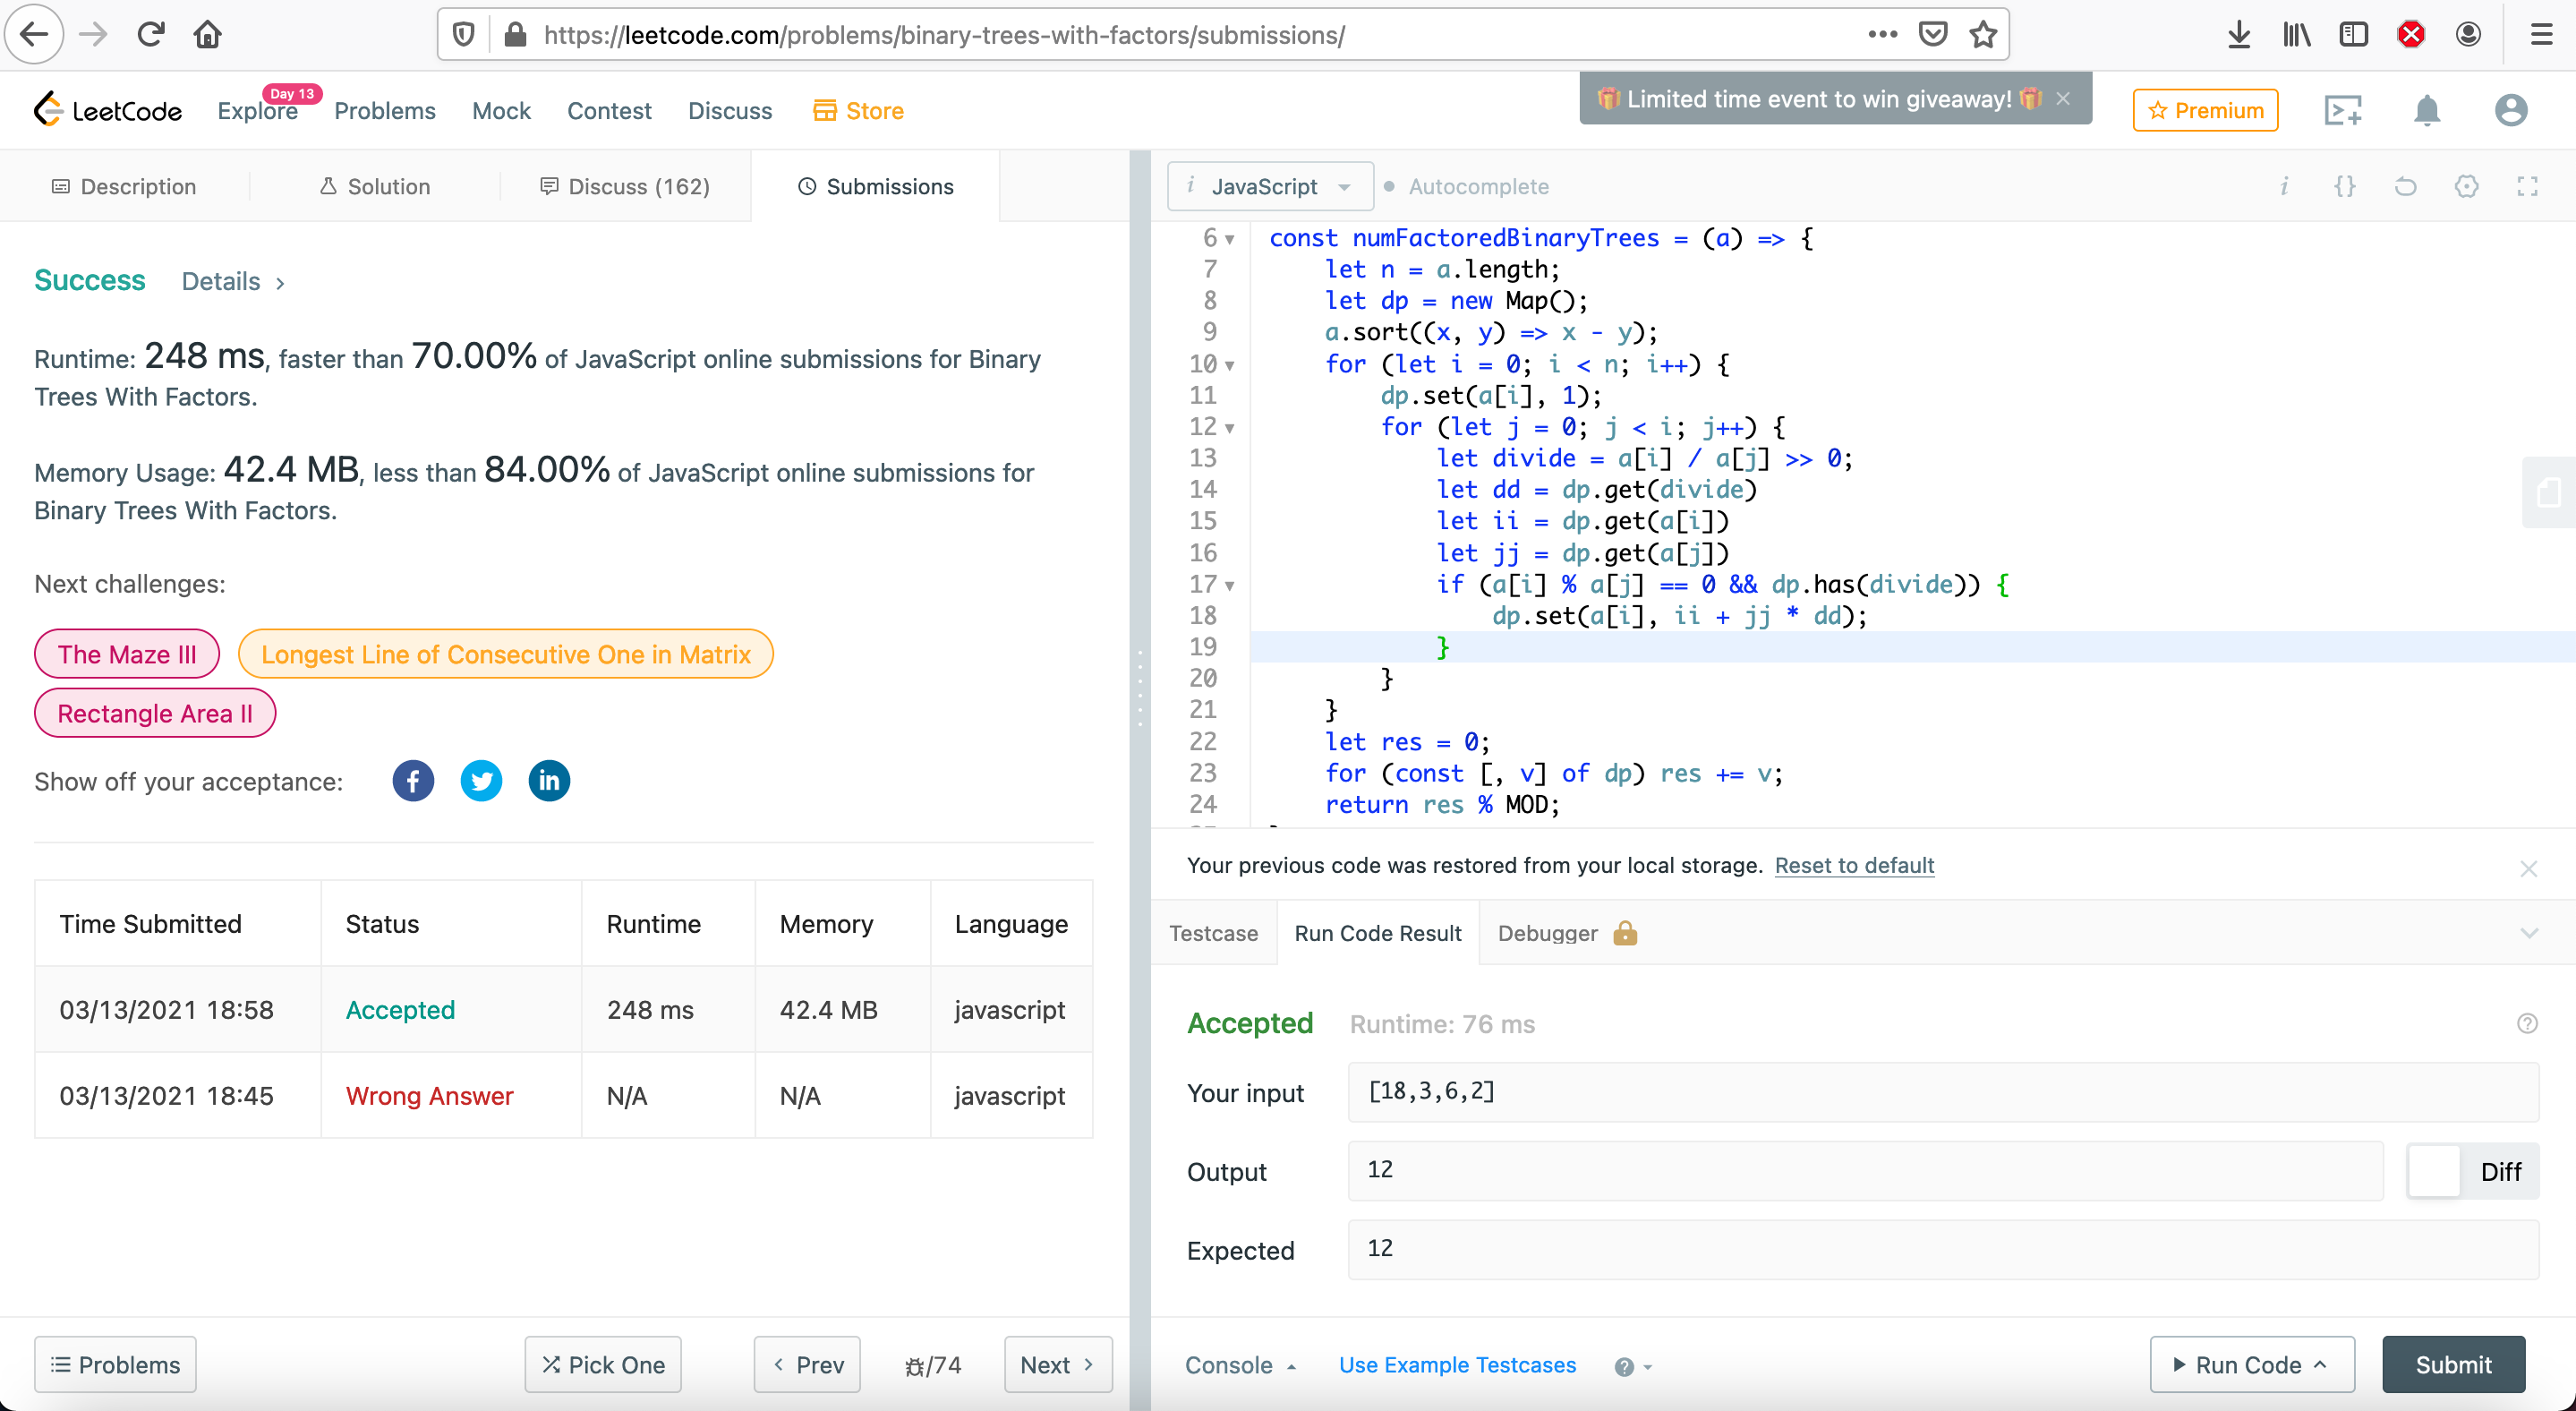 https://leetcode.com/problems/binary-trees-with-factors/submissions/
LeetCode
Explore
Day 13
Problems
Mock
Contest
Discuss
Store
Limited time event to win giveaway!
Premium
Description
Solution
Discuss (162)
Submissions
Success
Details
Runtime: 248 ms, faster than 70.00% of JavaScript online submissions for Binary
Trees With Factors.
Memory Usage: 42.4 MB, less than 84.00% of JavaScript online submissions for
Binary Trees With Factors.
Next challenges:
The Maze III
Longest Line of Consecutive One in Matrix
Rectangle Area II
Show off your acceptance:
Time Submitted Status Runtime Memory Language
03/13/2021 18:58 Accepted 248 ms 42.4 MB javascript
03/13/2021 18:45 Wrong Answer N/A N/A javascript
Problems
Pick One
< Prev
/74
Next >
i JavaScript
Autocomplete
i {}
6 const numFactoredBinaryTrees = (a) => {
7 let n = a.length;
8 let dp = new Map();
9 a.sort((x, y) => x - y);
10 for (let i = 0; i < n; i++) {
11 dp.set(a[i], 1);
12 for (let j = 0; j < i; j++) {
13 let divide = a[i] / a[j] >> 0;
14 let dd = dp.get(divide)
15 let ii = dp.get(a[i])
16 let jj = dp.get(a[j])
17 if (a[i] % a[j] == 0 && dp.has(divide)) {
18 dp.set(a[i], ii + jj * dd);
19 }
20 }
21 }
22 let res = 0;
23 for (const [, v] of dp) res += v;
24 return res % MOD;
Your previous code was restored from your local storage. Reset to default
Testcase
Run Code Result
Debugger
Accepted
Runtime: 76 ms
Your input
[18,3,6,2]
Output
12
Diff
Expected
12
Console
Use Example Testcases
Run Code
Submit